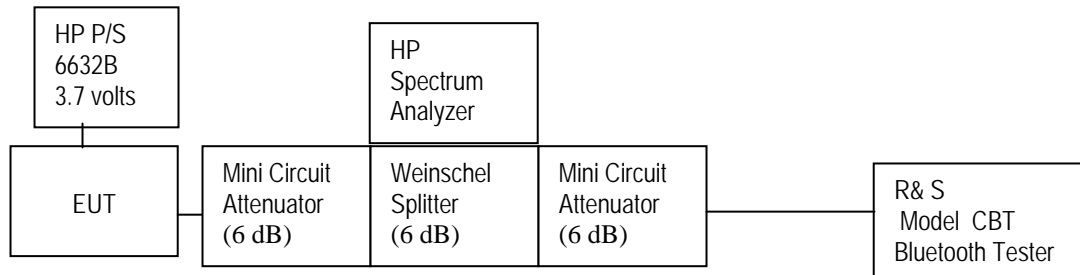 HP P/S
6632B
3.7 volts
HP
Spectrum
Analyzer
EUT
Mini Circuit
Attenuator
(6 dB)
Weinschel
Splitter
(6 dB)
Mini Circuit
Attenuator
(6 dB)
R& S
Model CBT
Bluetooth Tester